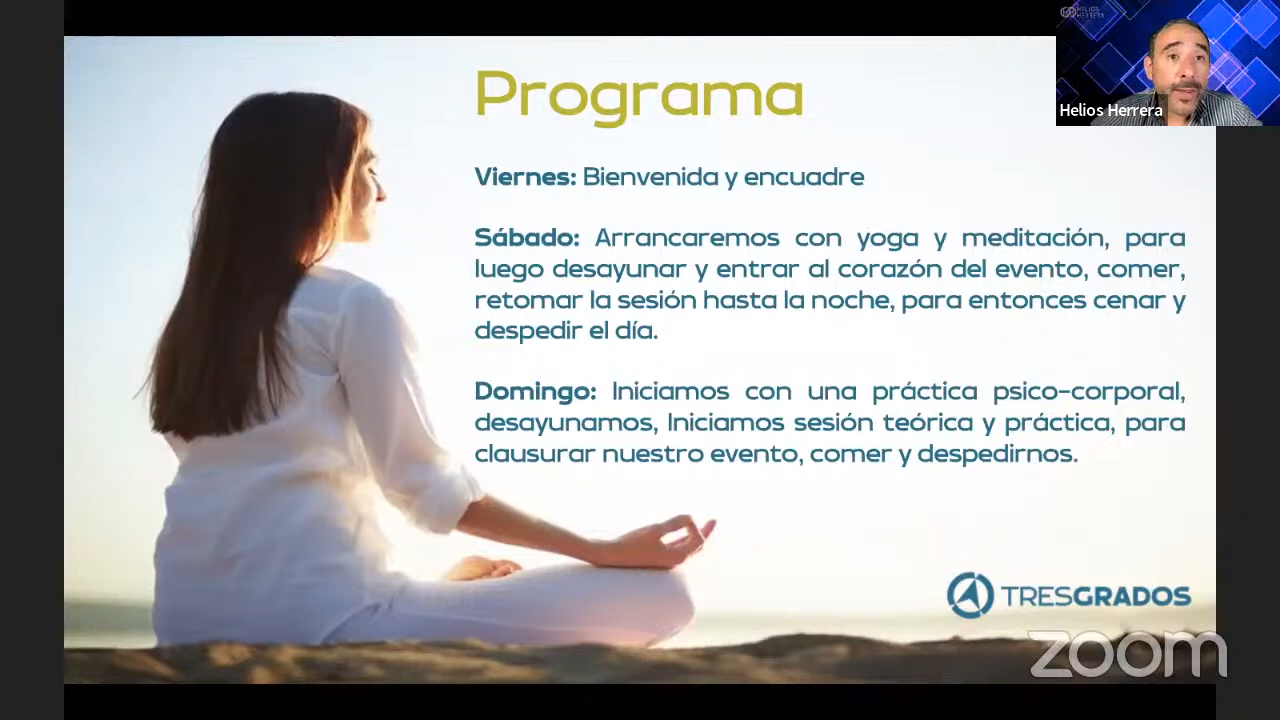 Programa
Viernes: Bienvenida y encuadre
Sábado: Arrancaremos con yoga y meditación, para
luego desayunar y entrar al corazón del evento, comer,
retomar la sesión hasta la noche, para entonces cenar y
despedir el día.
Domingo: Iniciamos con una práctica psico-corporal,
desayunamos, Iniciamos sesión teórica y práctica, para
clausurar nuestro evento, comer y despedirnos.
TRESGRADOS
zoom
HELIOS
HERRERA
Helios Herrera